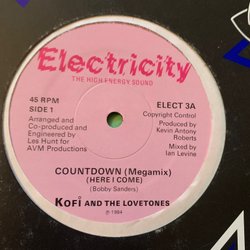 Electricity
THE HIGH ENERGY SOUND
45 RPM
SIDE 1
Arranged and
Co-produced and
Engineered by
Les Hunt for
AVM Productions
ELECT 3A
Copyright Control
Produced by
Kevin Antony
Roberts
Mixed by
Ian Levine
COUNTDOWN (Megamix)
(HERE I COME)
(Bobby Sanders)
Kofi AND THE LOVETONES
℗ 1984